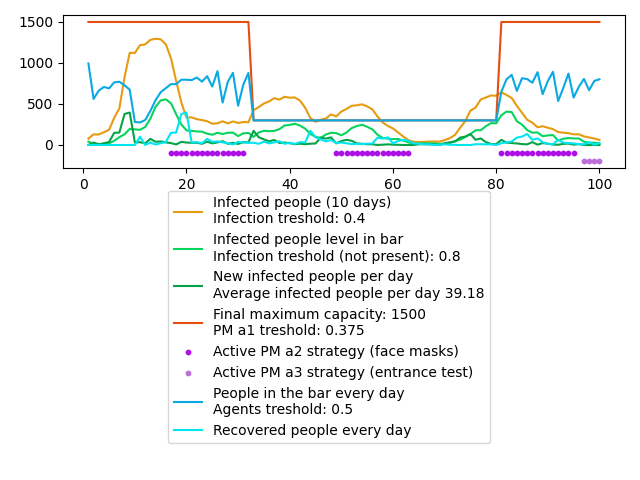 1500
1000
500
0
0 20 40 60 80 100
Infected people (10 days)
Infection treshold: 0.4
Infected people level in bar
Infection treshold (not present): 0.8
New infected people per day
Average infected people per day 39.18
Final maximum capacity: 1500
PM a1 treshold: 0.375
Active PM a2 strategy (face masks)
Active PM a3 strategy (entrance test)
People in the bar every day
Agents treshold: 0.5
Recovered people every day